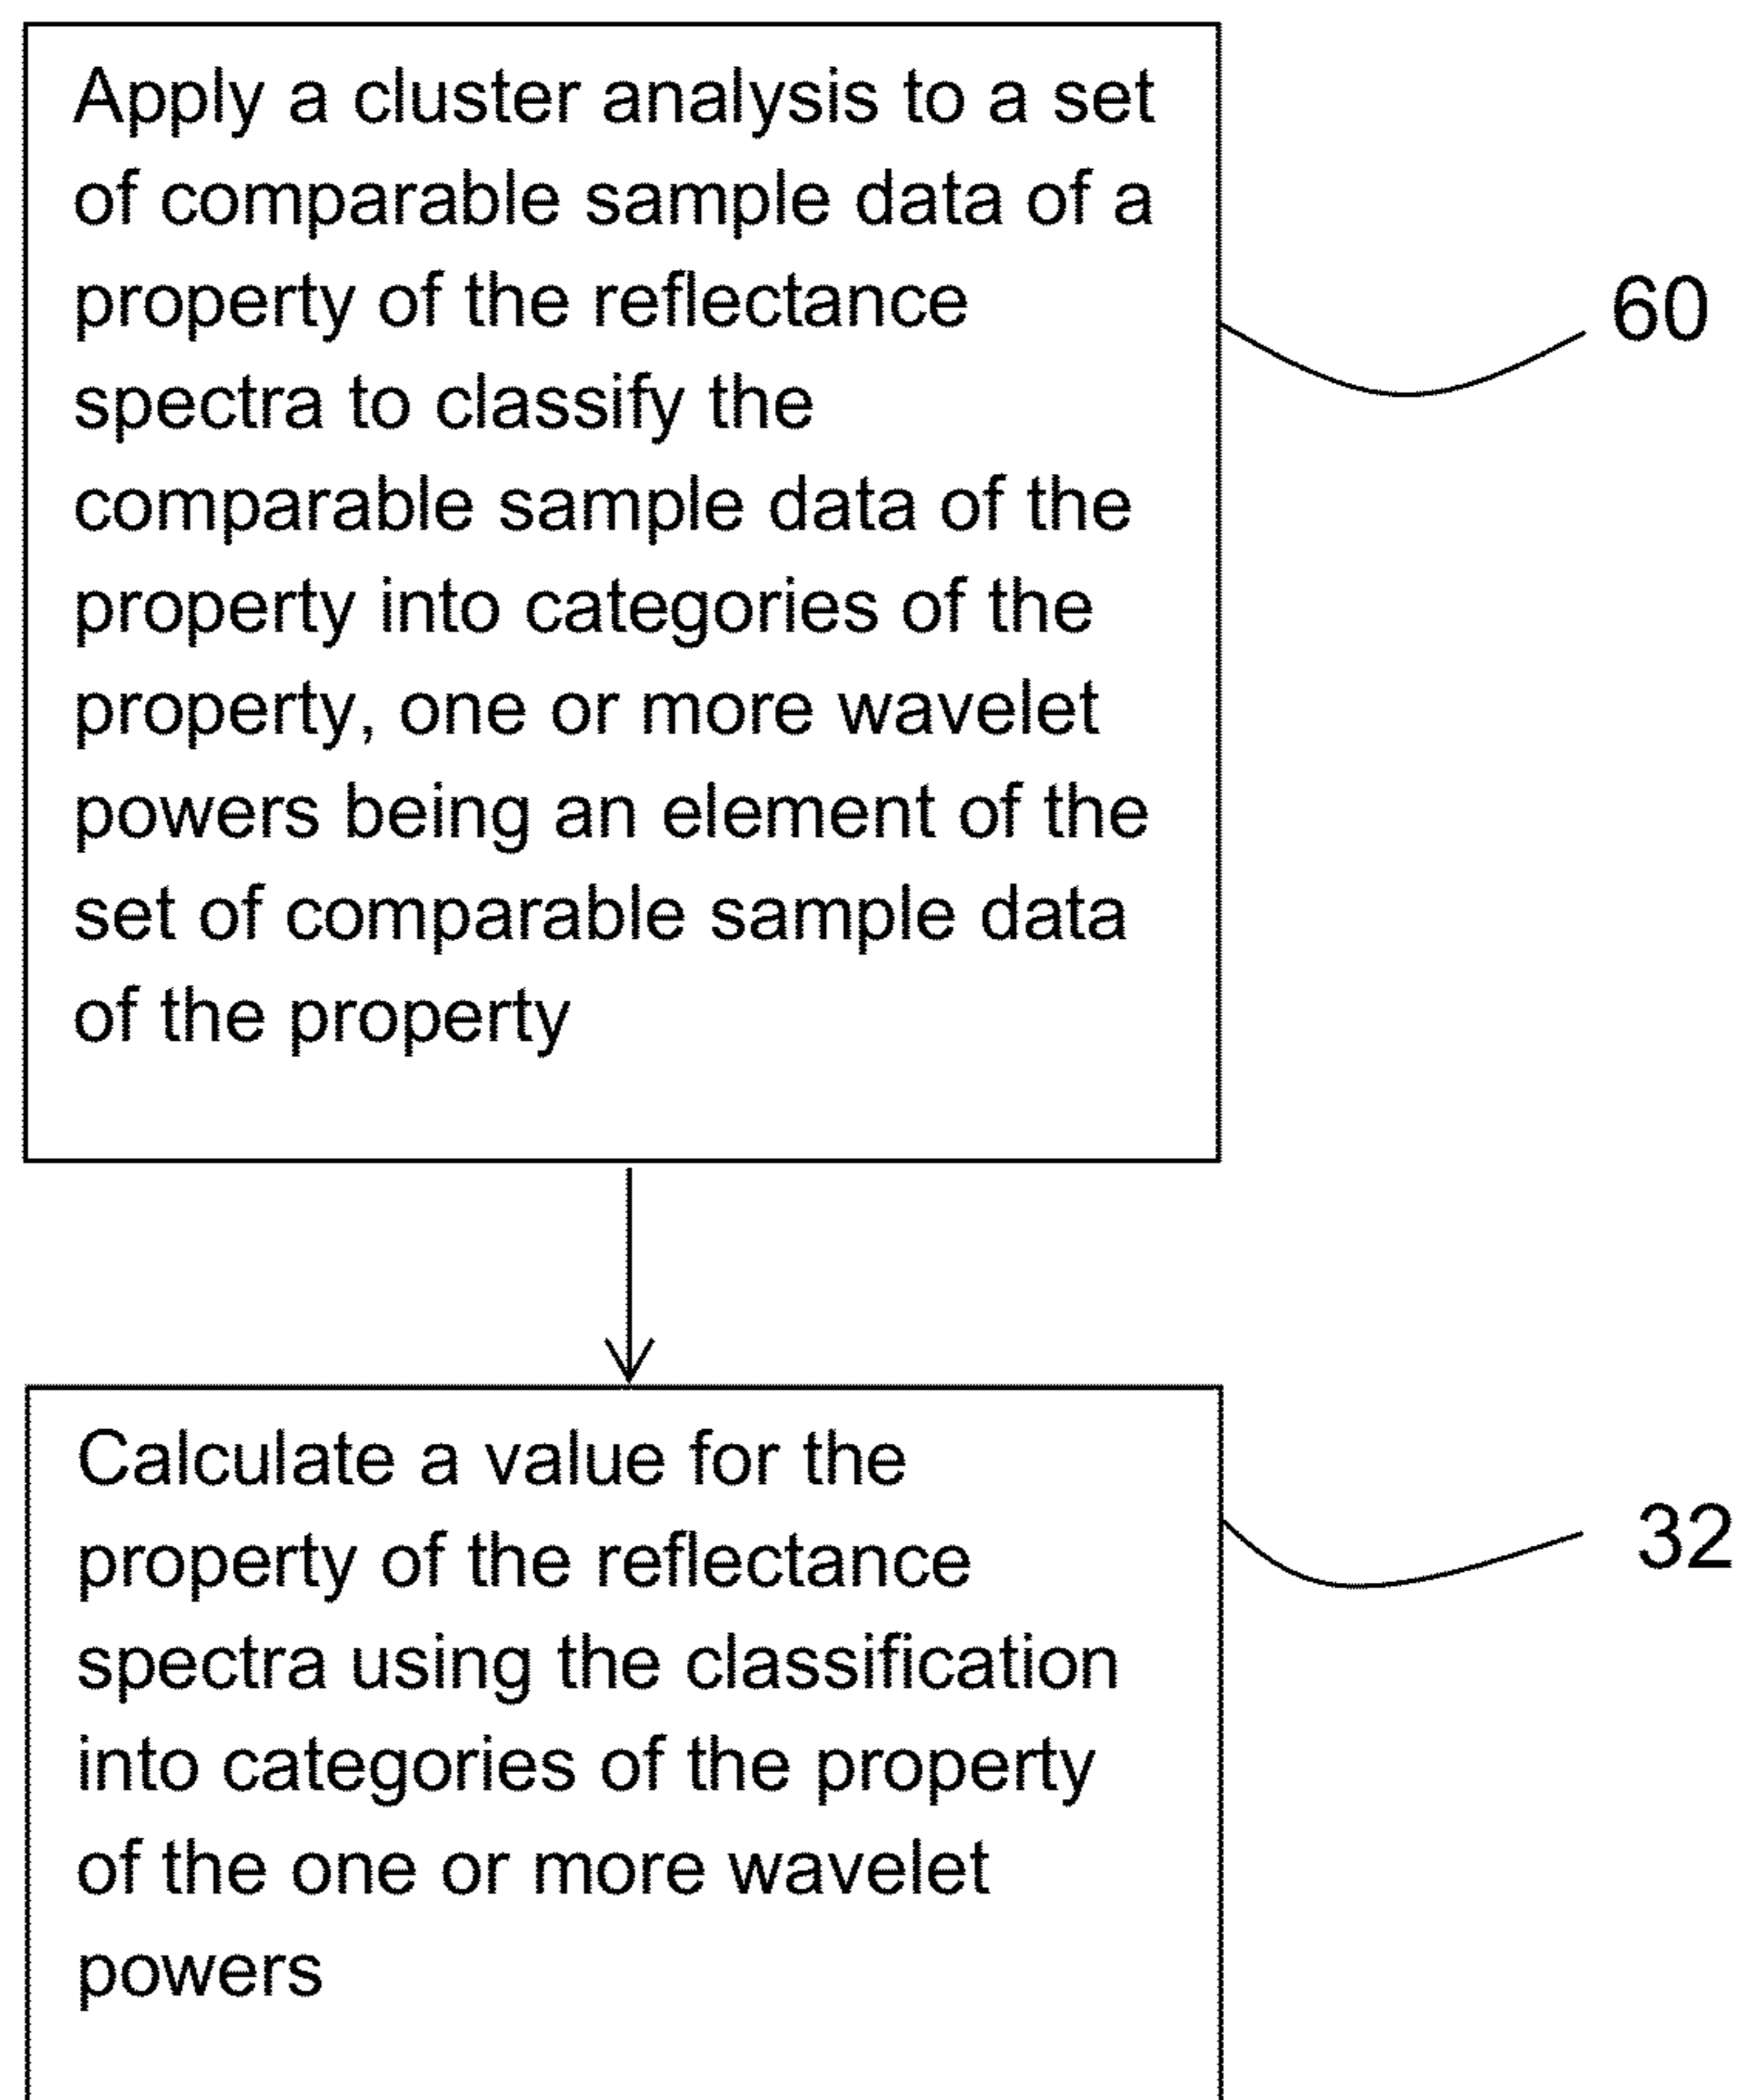 Apply a cluster analysis to a set
of comparable sample data of a
property of the reflectance
spectra to classify the
comparable sample data of the
property into categories of the
property, one or more wavelet
powers being an element of the
set of comparable sample data
of the property
60
Calculate a value for the
property of the reflectance
spectra using the classification
into categories of the property
of the one or more wavelet
powers
32